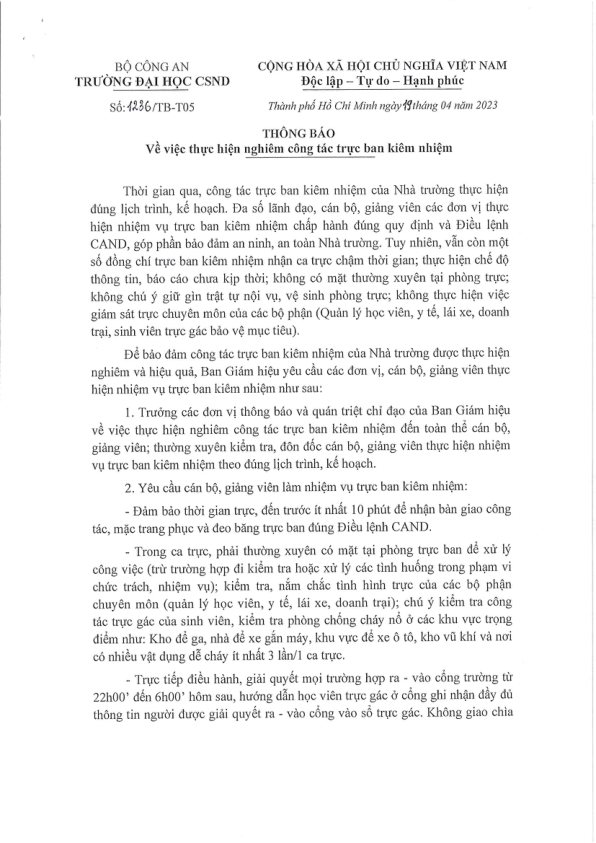 BỘ CÔNG AN
TRƯỜNG ĐẠI HỌC CSND
Số: 1236/TB-T05
CỘNG HÒA XÃ HỘI CHỦ NGHĨA VIỆT NAM
Độc lập – Tự do – Hạnh phúc
Thành phố Hồ Chí Minh ngày 19 tháng 04 năm 2023
THÔNG BÁO
Về việc thực hiện nghiêm công tác trực ban kiêm nhiệm
Thời gian qua, công tác trực ban kiêm nhiệm của Nhà trường thực hiện
đúng lịch trình, kế hoạch. Đa số lãnh đạo, cán bộ, giảng viên các đơn vị thực
hiện nhiệm vụ trực ban kiêm nhiệm chấp hành đúng quy định và Điều lệnh
CAND, góp phần bảo đảm an ninh, an toàn Nhà trường. Tuy nhiên, vẫn còn một
số đồng chí trực ban kiêm nhiệm nhận ca trực chậm thời gian; thực hiện chế độ
thông tin, báo cáo chưa kịp thời; không có mặt thường xuyên tại phòng trực;
không chú ý giữ gìn trật tự nội vụ, vệ sinh phòng trực; không thực hiện việc
giám sát trực chuyên môn của các bộ phận (Quản lý học viên, y tế, lái xe, doanh
trại, sinh viên trực gác bảo vệ mục tiêu).
Để bảo đảm công tác trực ban kiêm nhiệm của Nhà trường được thực hiện
nghiêm và hiệu quả, Ban Giám hiệu yêu cầu các đơn vị, cán bộ, giảng viên thực
hiện nhiệm vụ trực ban kiêm nhiệm như sau:
1. Trưởng các đơn vị thông báo và quán triệt chỉ đạo của Ban Giám hiệu
về việc thực hiện nghiêm công tác trực ban kiêm nhiệm đến toàn thể cán bộ,
giảng viên; thường xuyên kiểm tra, đôn đốc cán bộ, giảng viên thực hiện nhiệm
vụ trực ban kiêm nhiệm theo đúng lịch trình, kế hoạch.
2. Yêu cầu cán bộ, giảng viên làm nhiệm vụ trực ban kiêm nhiệm:
- Đảm bảo thời gian trực, đến trước ít nhất 10 phút để nhận bàn giao công
tác, mặc trang phục và đeo băng trực ban đúng Điều lệnh CAND.
- Trong ca trực, phải thường xuyên có mặt tại phòng trực ban để xử lý
công việc (trừ trường hợp đi kiểm tra hoặc xử lý các tình huống trong phạm vi
chức trách, nhiệm vụ); kiểm tra, nắm chắc tình hình trực của các bộ phận
chuyên môn (quản lý học viên, y tế, lái xe, doanh trại); chú ý kiểm tra công
tác trực gác của sinh viên, kiểm tra phòng chống cháy nổ ở các khu vực trọng
điểm như: Kho để ga, nhà để xe gắn máy, khu vực để xe ô tô, kho vũ khí và nơi
có nhiều vật dụng dễ cháy ít nhất 3 lần/1 ca trực.
- Trực tiếp điều hành, giải quyết mọi trường hợp ra - vào cổng trường từ
22h00’ đến 6h00’ hôm sau, hướng dẫn học viên trực gác ở cổng ghi nhận đầy đủ
thông tin người được giải quyết ra - vào cổng vào sổ trực gác. Không giao chìa